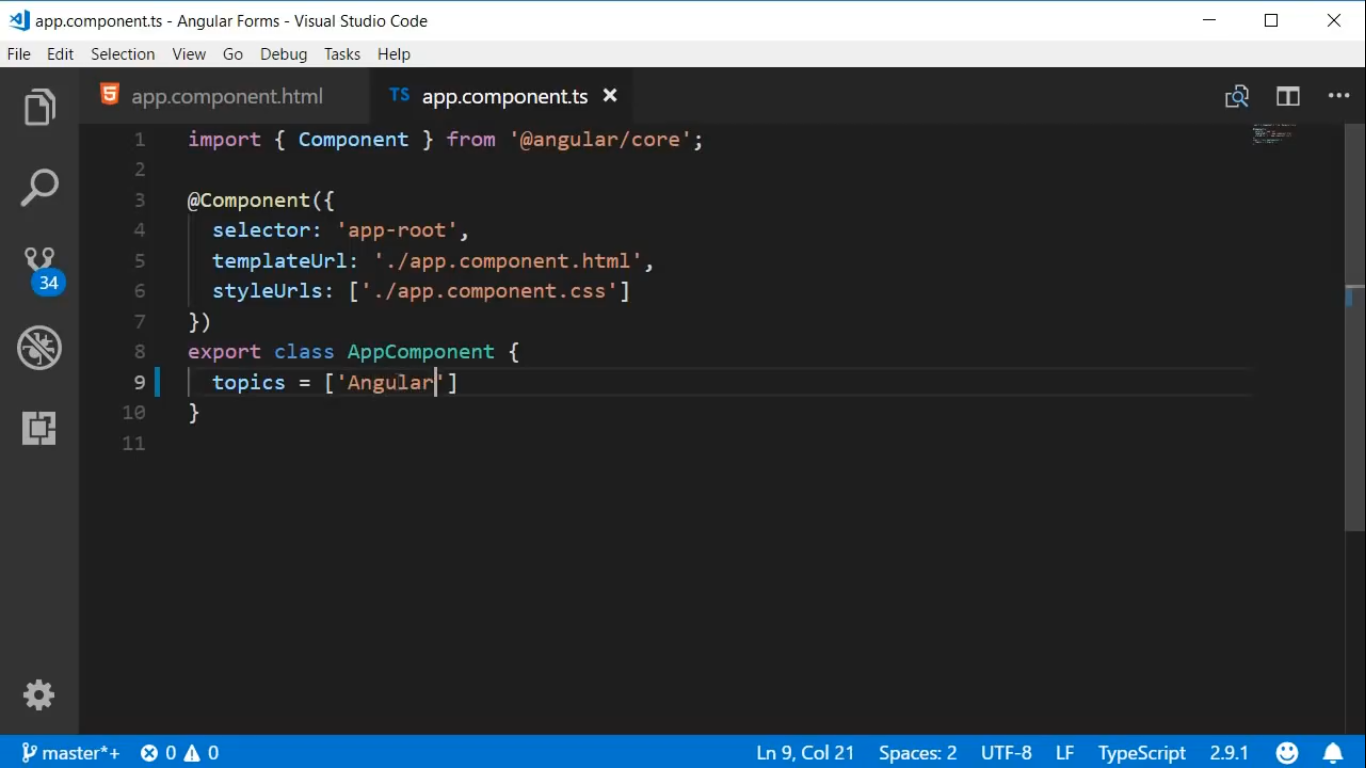 app.component.ts - Angular Forms - Visual Studio Code
File Edit Selection View Go Debug Tasks Help
app.component.html
TS app.component.ts
1 import { Component } from '@angular/core';
2
3 @Component({
4 selector: 'app-root',
5 templateUrl: './app.component.html',
6 styleUrls: ['./app.component.css']
7 })
8 export class AppComponent {
9 topics = ['Angular']
10 }
11
34
master*+ 0 0 Ln 9, Col 21 Spaces: 2 UTF-8 LF TypeScript 2.9.1